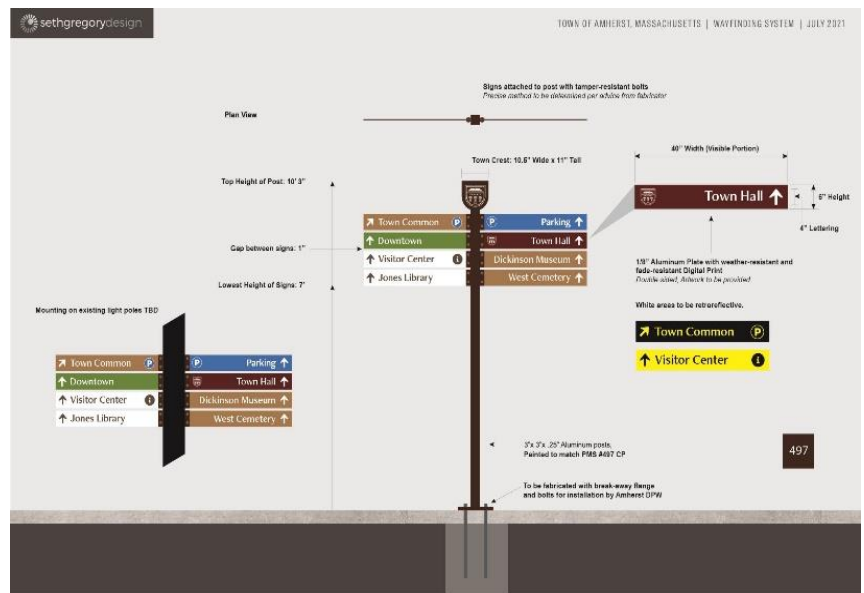 sethgregorydesign
TOWN OF AMHERST, MASSACHUSETTS | WAYFINDING SYSTEM | JULY 2021
Signs attached to post with tamper-resistant bolts
Precise method to be determined per advice from fabricator
Plan View
40" Width (Visible Portion)
Town Crest: 10.5" Wide x 11" Tall
Top Height of Post: 10' 3"
Town Hall
6" Height
4" Lettering
Town Common P
P Parking
Downtown
Town Hall
Visitor Center i
Dickinson Museum
Jones Library
West Cemetery
Gap between signs: 1"
Lowest Height of Signs: 7'
1/8" Aluminum Plate with weather-resistant and
fade-resistant Digital Print
Double sided, Artwork to be provided
White areas to be retroreflective.
Town Common P
Visitor Center i
Mounting on existing light poles TBD
Town Common P
P Parking
Downtown
Town Hall
Visitor Center i
Dickinson Museum
Jones Library
West Cemetery
3"x 3"x .25" Aluminum posts,
Painted to match PMS #497 CP
497
To be fabricated with break-away flange
and bolts for installation by Amherst DPW